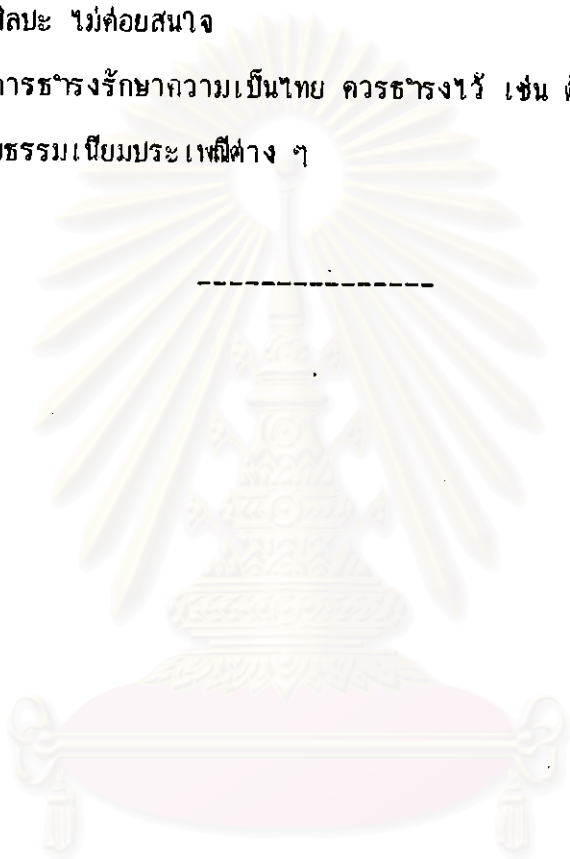 ศิลปะ ไม่ค่อยสนใจ
การธำรงรักษาความเป็นไทย ควรธำรงไว้ เช่น
ธรรมเนียมประเพณีต่าง ๆ
---------------